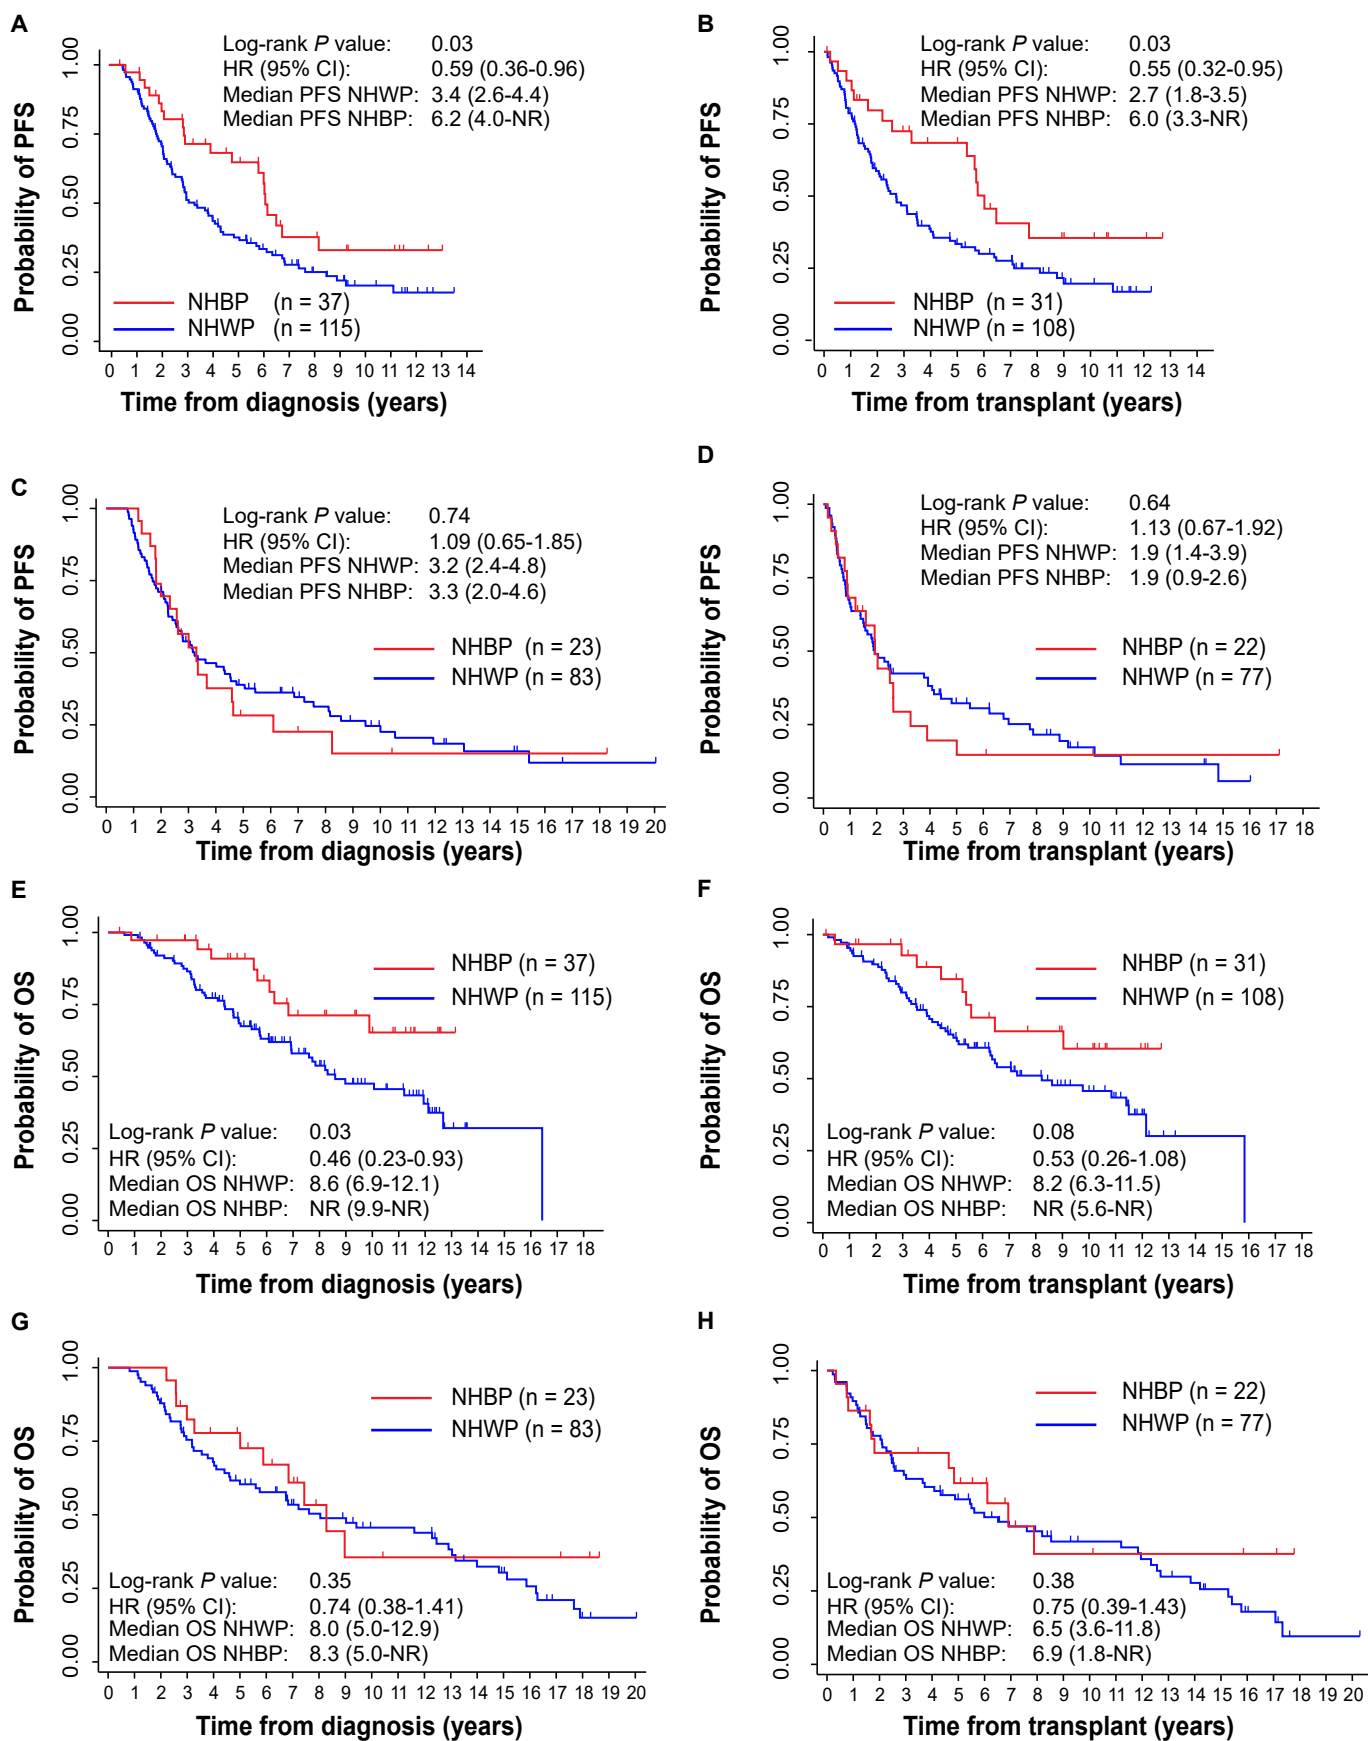 A
Log-rank P value: 0.03
HR (95% CI): 0.59 (0.36-0.96)
Median PFS NHWP: 3.4 (2.6-4.4)
Median PFS NHBP: 6.2 (4.0-NR)
Probability of PFS
1.00
0.75
0.50
0.25
0.00
NHBP (n = 37)
NHWP (n = 115)
0 1 2 3 4 5 6 7 8 9 10 11 12 13 14
Time from diagnosis (years)
B
Log-rank P value: 0.03
HR (95% CI): 0.55 (0.32-0.95)
Median PFS NHWP: 2.7 (1.8-3.5)
Median PFS NHBP: 6.0 (3.3-NR)
Probability of PFS
1.00
0.75
0.50
0.25
0.00
NHBP (n = 31)
NHWP (n = 108)
0 1 2 3 4 5 6 7 8 9 10 11 12 13 14
Time from transplant (years)
C
Log-rank P value: 0.74
HR (95% CI): 1.09 (0.65-1.85)
Median PFS NHWP: 3.2 (2.4-4.8)
Median PFS NHBP: 3.3 (2.0-4.6)
Probability of PFS
1.00
0.75
0.50
0.25
0.00
NHBP (n = 23)
NHWP (n = 83)
0 1 2 3 4 5 6 7 8 9 10 11 12 13 14 15 16 17 18 19 20
Time from diagnosis (years)
D
Log-rank P value: 0.64
HR (95% CI): 1.13 (0.67-1.92)
Median PFS NHWP: 1.9 (1.4-3.9)
Median PFS NHBP: 1.9 (0.9-2.6)
Probability of PFS
1.00
0.75
0.50
0.25
0.00
NHBP (n = 22)
NHWP (n = 77)
0 1 2 3 4 5 6 7 8 9 10 11 12 13 14 15 16 17 18
Time from transplant (years)
E
Probability of OS
1.00
0.75
0.50
0.25
0.00
NHBP (n = 37)
NHWP (n = 115)
Log-rank P value: 0.03
HR (95% CI): 0.46 (0.23-0.93)
Median OS NHWP: 8.6 (6.9-12.1)
Median OS NHBP: NR (9.9-NR)
0 1 2 3 4 5 6 7 8 9 10 11 12 13 14 15 16 17 18
Time from diagnosis (years)
F
Probability of OS
1.00
0.75
0.50
0.25
0.00
NHBP (n = 31)
NHWP (n = 108)
Log-rank P value: 0.08
HR (95% CI): 0.53 (0.26-1.08)
Median OS NHWP: 8.2 (6.3-11.5)
Median OS NHBP: NR (5.6-NR)
0 1 2 3 4 5 6 7 8 9 10 11 12 13 14 15 16 17 18
Time from transplant (years)
G
Probability of OS
1.00
0.75
0.50
0.25
0.00
NHBP (n = 23)
NHWP (n = 83)
Log-rank P value: 0.35
HR (95% CI): 0.74 (0.38-1.41)
Median OS NHWP: 8.0 (5.0-12.9)
Median OS NHBP: 8.3 (5.0-NR)
0 1 2 3 4 5 6 7 8 9 10 11 12 13 14 15 16 17 18 19 20
Time from diagnosis (years)
H
Probability of OS
1.00
0.75
0.50
0.25
0.00
NHBP (n = 22)
NHWP (n = 77)
Log-rank P value: 0.38
HR (95% CI): 0.75 (0.39-1.43)
Median OS NHWP: 6.5 (3.6-11.8)
Median OS NHBP: 6.9 (1.8-NR)
0 1 2 3 4 5 6 7 8 9 10 11 12 13 14 15 16 17 18 19 20
Time from transplant (years)